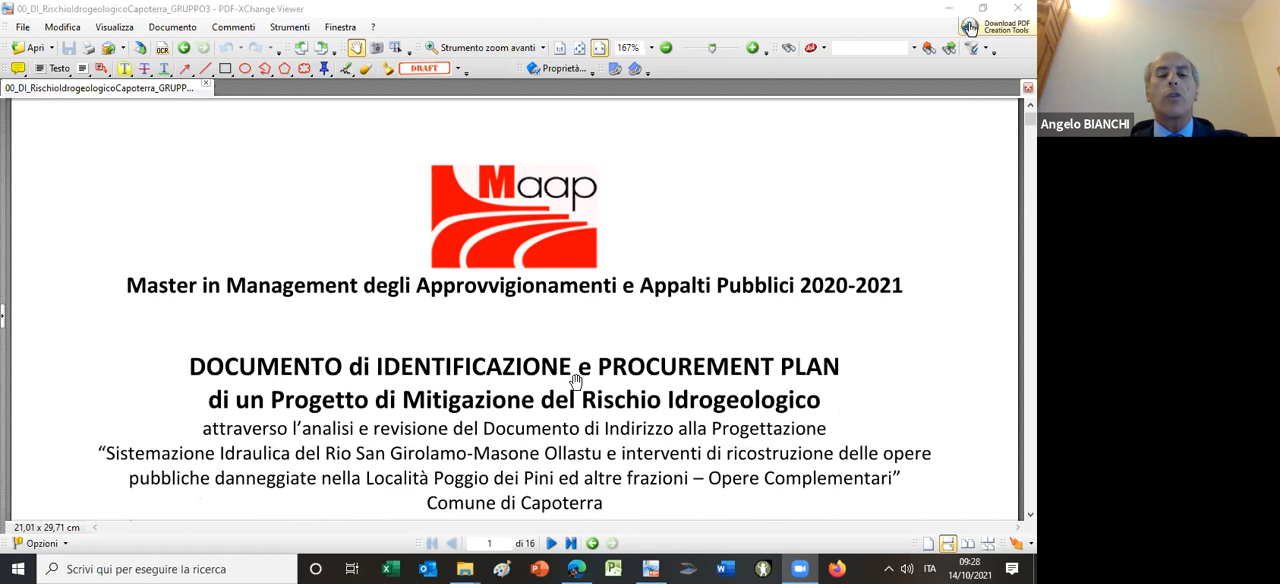 00_DI_RischioIdrogeologicoCapoterra_GRUPPO3 - PDF-XChange Viewer
File Modifica Visualizza Documento Commenti Strumenti Finestra ?
Download PDF
Creation Tools
Apri OCR Strumento zoom avanti 167%
Testo T T T DRAFT Proprietà...
00_DI_RischioIdrogeologicoCapoterra_GRUPP...
Angelo BIANCHI
Maap
Master in Management degli Approvvigionamenti e Appalti Pubblici 2020-2021
DOCUMENTO di IDENTIFICAZIONE e PROCUREMENT PLAN
di un Progetto di Mitigazione del Rischio Idrogeologico
attraverso l’analisi e revisione del Documento di Indirizzo alla Progettazione
“Sistemazione Idraulica del Rio San Girolamo-Masone Ollastu e interventi di ricostruzione delle opere
pubbliche danneggiate nella Località Poggio dei Pini ed altre frazioni – Opere Complementari”
Comune di Capoterra
21,01 x 29,71 cm
Opzioni 1 di 16
Scrivi qui per eseguire la ricerca ITA 09:28
14/10/2021